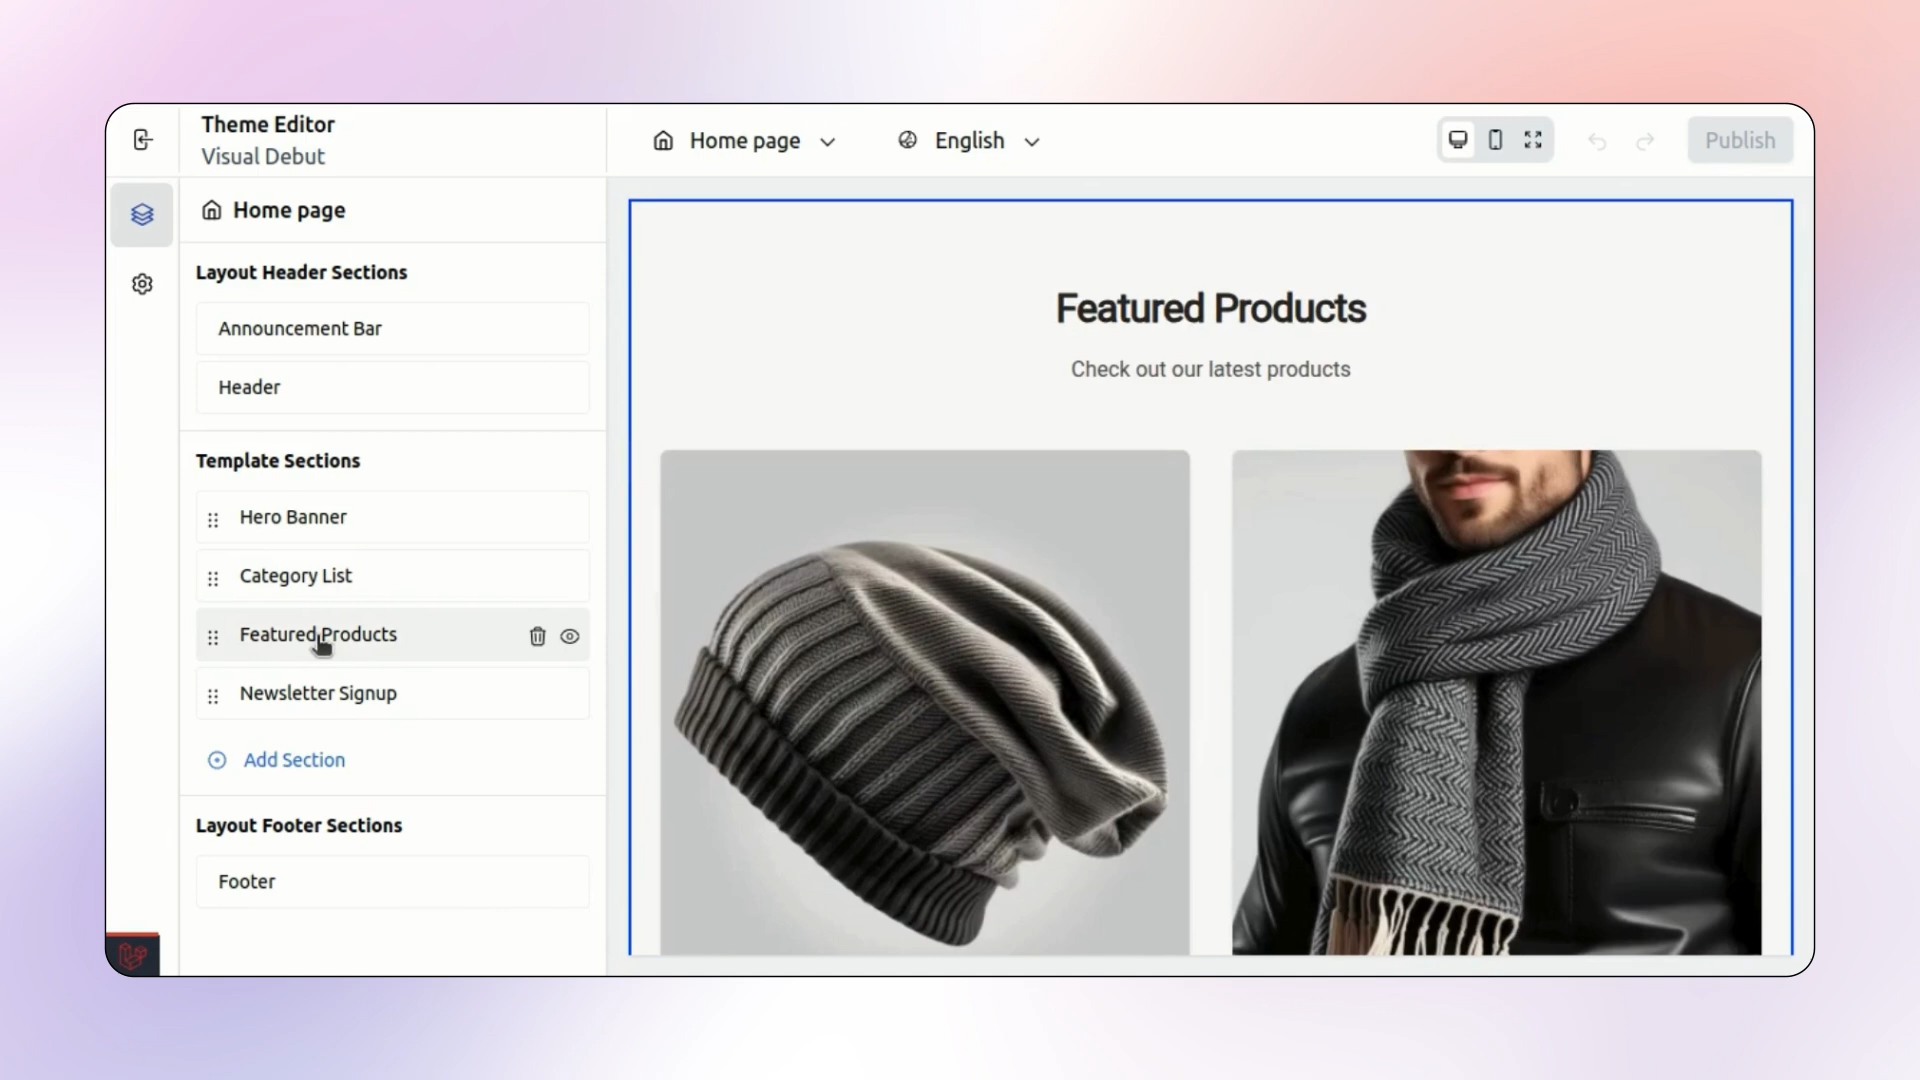 Theme Editor
Visual Debut
Home page
English
Publish
Home page
Layout Header Sections
Announcement Bar
Header
Template Sections
Hero Banner
Category List
Featured Products
Newsletter Signup
Add Section
Layout Footer Sections
Footer
Featured Products
Check out our latest products